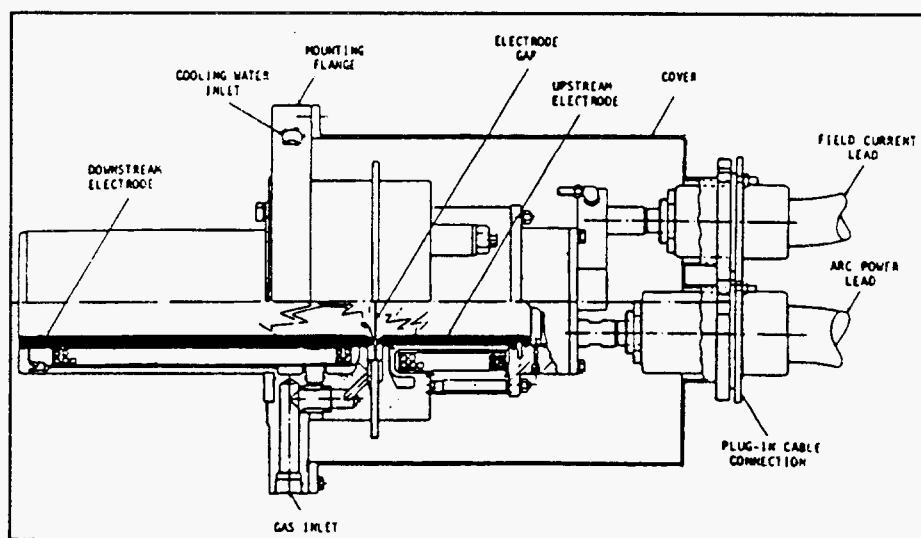 ELECTRODE
GAP
MOUNTING
FLANGE
COOLING WATER
INLET
UPSTREAM
ELECTRODE
COVER
FIELD CURRENT
LEAD
DOWNSTREAM
ELECTRODE
ARC POWER
LEAD
PLUG-IN CABLE
CONNECTION
GAS INLET